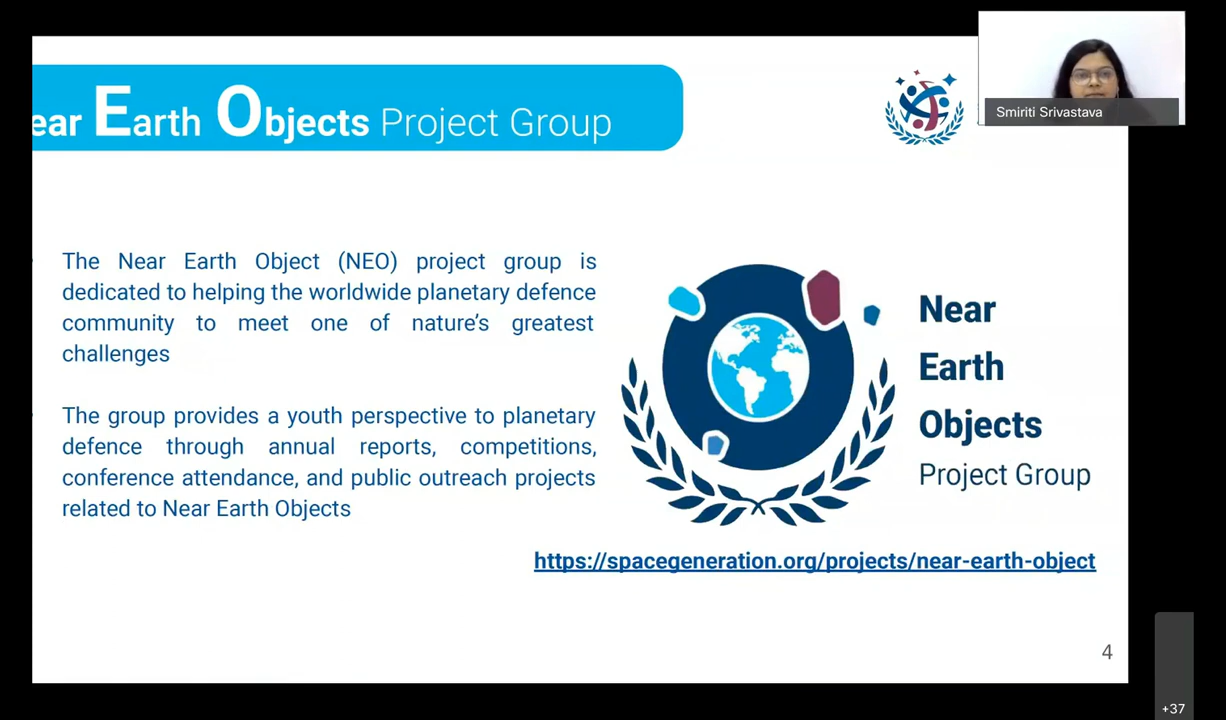 ear Earth Objects Project Group
Smiriti Srivastava
The Near Earth Object (NEO) project group is
dedicated to helping the worldwide planetary defence
community to meet one of nature's greatest
challenges
The group provides a youth perspective to planetary
defence through annual reports, competitions,
conference attendance, and public outreach projects
related to Near Earth Objects
Near
Earth
Objects
Project Group
https://spacegeneration.org/projects/near-earth-object
4
+37